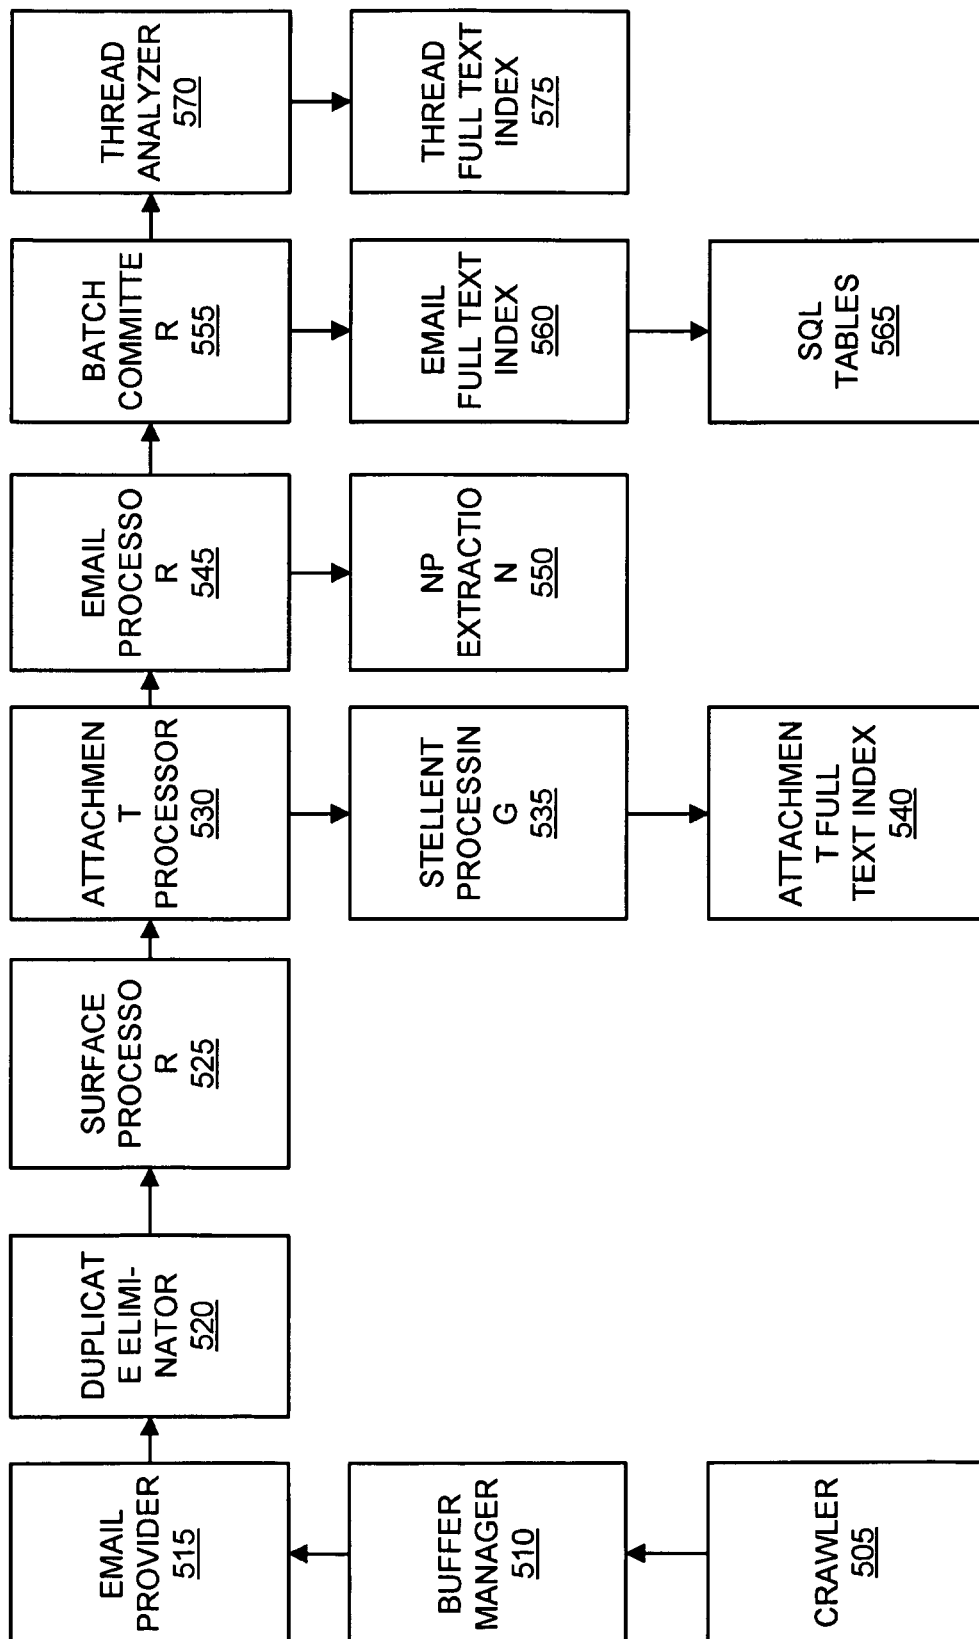 EMAIL
PROVIDER
515
DUPLICAT
E ELIMI-
NATOR
520
SURFACE
PROCESSO
R
525
ATTACHMEN
T
PROCESSOR
530
EMAIL
PROCESSO
R
545
BATCH
COMMITTE
R
555
THREAD
ANALYZER
570
BUFFER
MANAGER
510
STELLENT
PROCESSIN
G
535
NP
EXTRACTIO
N
550
EMAIL
FULL TEXT
INDEX
560
THREAD
FULL TEXT
INDEX
575
CRAWLER
505
ATTACHMEN
T FULL
TEXT INDEX
540
SQL
TABLES
565